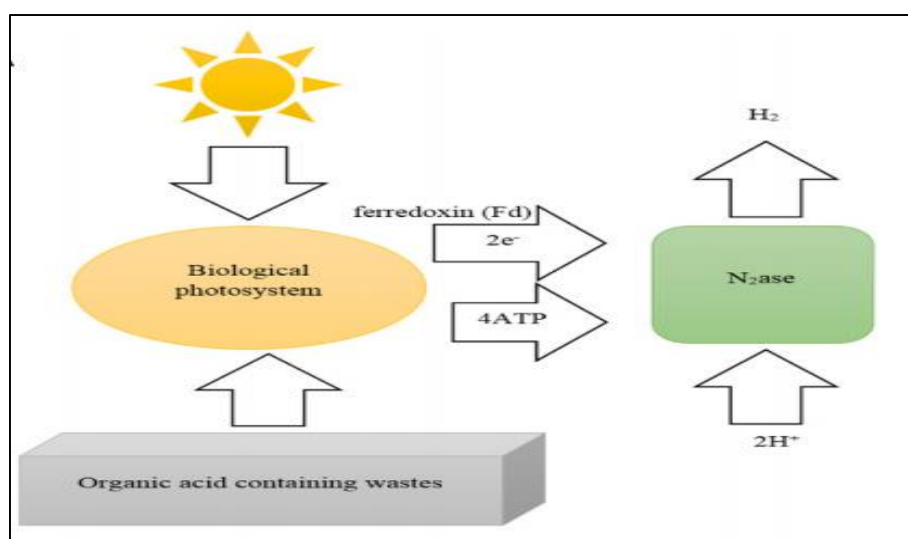 H₂
ferredoxin (Fd)
2e⁻
Biological
photosystem
N₂ase
4ATP
2H⁺
Organic acid containing wastes